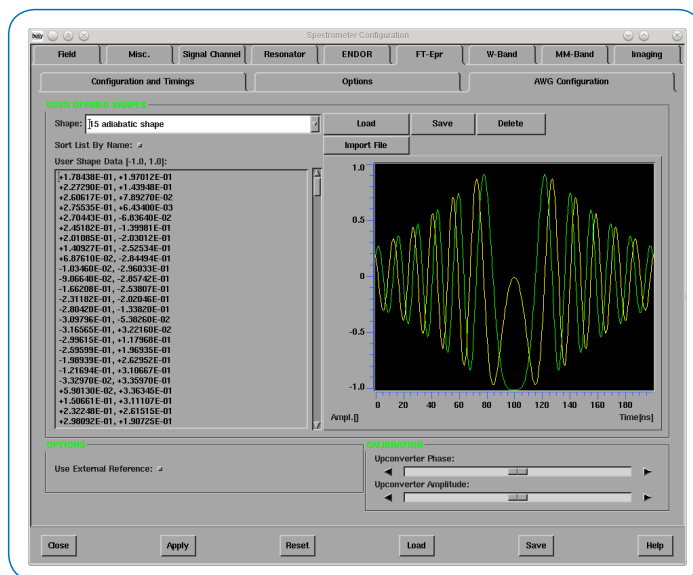 Spectrometer Configuration
Field Misc. Signal Channel Resonator ENDOR FT-Epr W-Band MM-Band Imaging
Configuration and Timings Options AWG Configuration
USER DEFINED SHAPES
Shape: 15 adiabatic shape Load Save Delete
Sort List By Name: Import File
User Shape Data [-1.0, 1.0]:
+1.78438E-01, +1.97012E-01
+2.27290E-01, +1.43948E-01
+2.60617E-01, +7.89270E-02
+2.75535E-01, +6.43400E-03
+2.70443E-01, -6.83640E-02
+2.45182E-01, -1.39981E-01
+2.01085E-01, -2.03012E-01
+1.40927E-01, -2.52534E-01
+6.87610E-02, -2.84494E-01
-1.03460E-02, -2.96033E-01
-9.06640E-02, -2.85742E-01
-1.66208E-01, -2.53807E-01
-2.31182E-01, -2.02046E-01
-2.80420E-01, -1.33820E-01
-3.09796E-01, -5.38260E-02
-3.16565E-01, +3.22160E-02
-2.99615E-01, +1.17968E-01
-2.59599E-01, +1.96935E-01
-1.98939E-01, +2.62952E-01
-1.21694E-01, +3.10667E-01
-3.32970E-02, +3.35970E-01
+5.98130E-02, +3.36345E-01
+1.50661E-01, +3.11107E-01
+2.32248E-01, +2.61515E-01
+2.98092E-01, +1.90725E-01
1.0
0.5
0
-0.5
-1.0
0 20 40 60 80 100 120 140 160 180
Ampt.[] Time[ns]
OPTIONS
Use External Reference:
CALIBRATION
Upconverter Phase:
Upconverter Amplitude:
Close Apply Reset Load Save Help